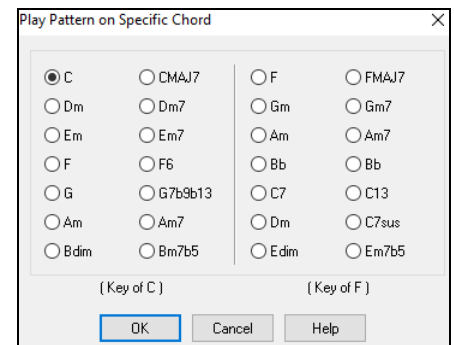 Play Pattern on Specific Chord
C CMAJ7 F FMAJ7
Dm Dm7 Gm Gm7
Em Em7 Am Am7
F F6 Bb Bb
G G7b9b13 C7 C13
Am Am7 Dm C7sus
Bdim Bm7b5 Edim Em7b5
( Key of C ) ( Key of F )
OK Cancel Help